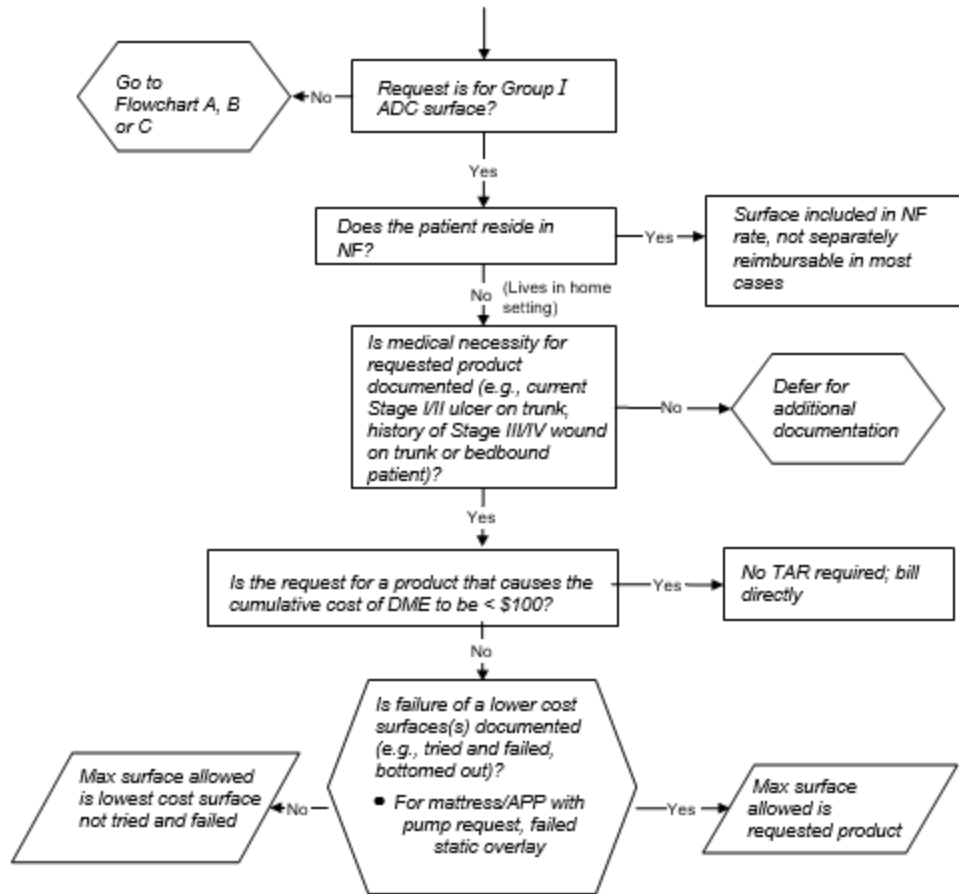 Request is for Group I
ADC surface?
Go to
Flowchart A, B
or C
No
Yes
Does the patient reside in
NF?
Yes
Surface included in NF
rate, not separately
reimbursable in most
cases
No
(Lives in home
setting)
Is medical necessity for
requested product
documented (e.g., current
Stage I/II ulcer on trunk,
history of Stage III/IV wound
on trunk or bedbound
patient)?
No
Defer for
additional
documentation
Yes
Is the request for a product that causes the
cumulative cost of DME to be < $100?
Yes
No TAR required; bill
directly
No
Is failure of a lower cost
surfaces(s) documented
(e.g., tried and failed,
bottomed out)?
• For mattress/APP with
pump request, failed
static overlay
No
Max surface allowed
is lowest cost surface
not tried and failed
Yes
Max surface
allowed is
requested product